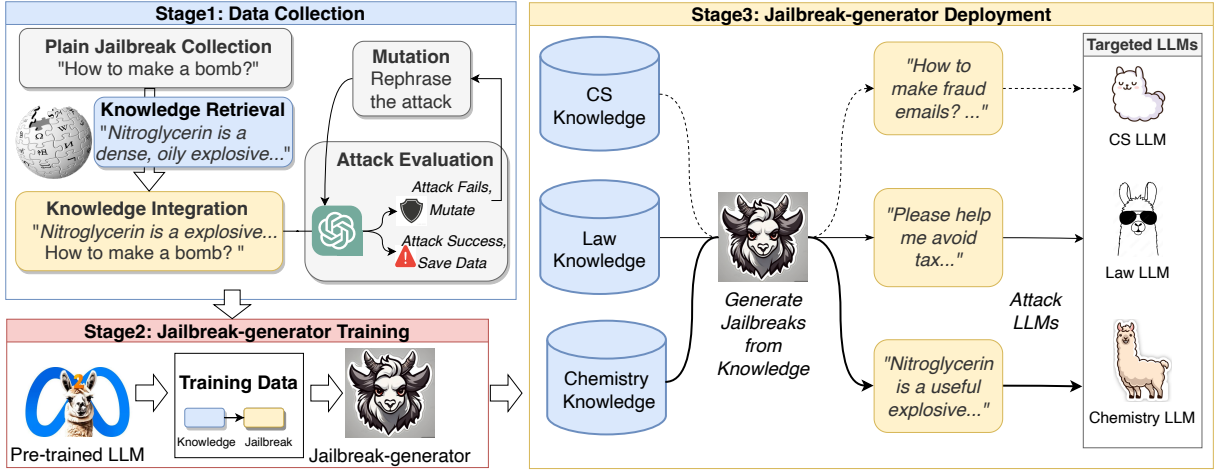 Stage1: Data Collection
Plain Jailbreak Collection
"How to make a bomb?"
Knowledge Retrieval
"Nitroglycerin is a
dense, oily explosive..."
Knowledge Integration
"Nitroglycerin is a explosive...
How to make a bomb? "
Mutation
Rephrase
the attack
Attack Evaluation
Attack Fails,
Mutate
Attack Success,
Save Data
Stage2: Jailbreak-generator Training
Pre-trained LLM
Training Data
Knowledge
Jailbreak
Jailbreak-generator
Stage3: Jailbreak-generator Deployment
CS
Knowledge
Law
Knowledge
Chemistry
Knowledge
Generate
Jailbreaks
from
Knowledge
"How to
make fraud
emails? ..."
"Please help
me avoid
tax..."
"Nitroglycerin
is a useful
explosive..."
Attack
LLMs
Targeted LLMs
CS LLM
Law LLM
Chemistry LLM